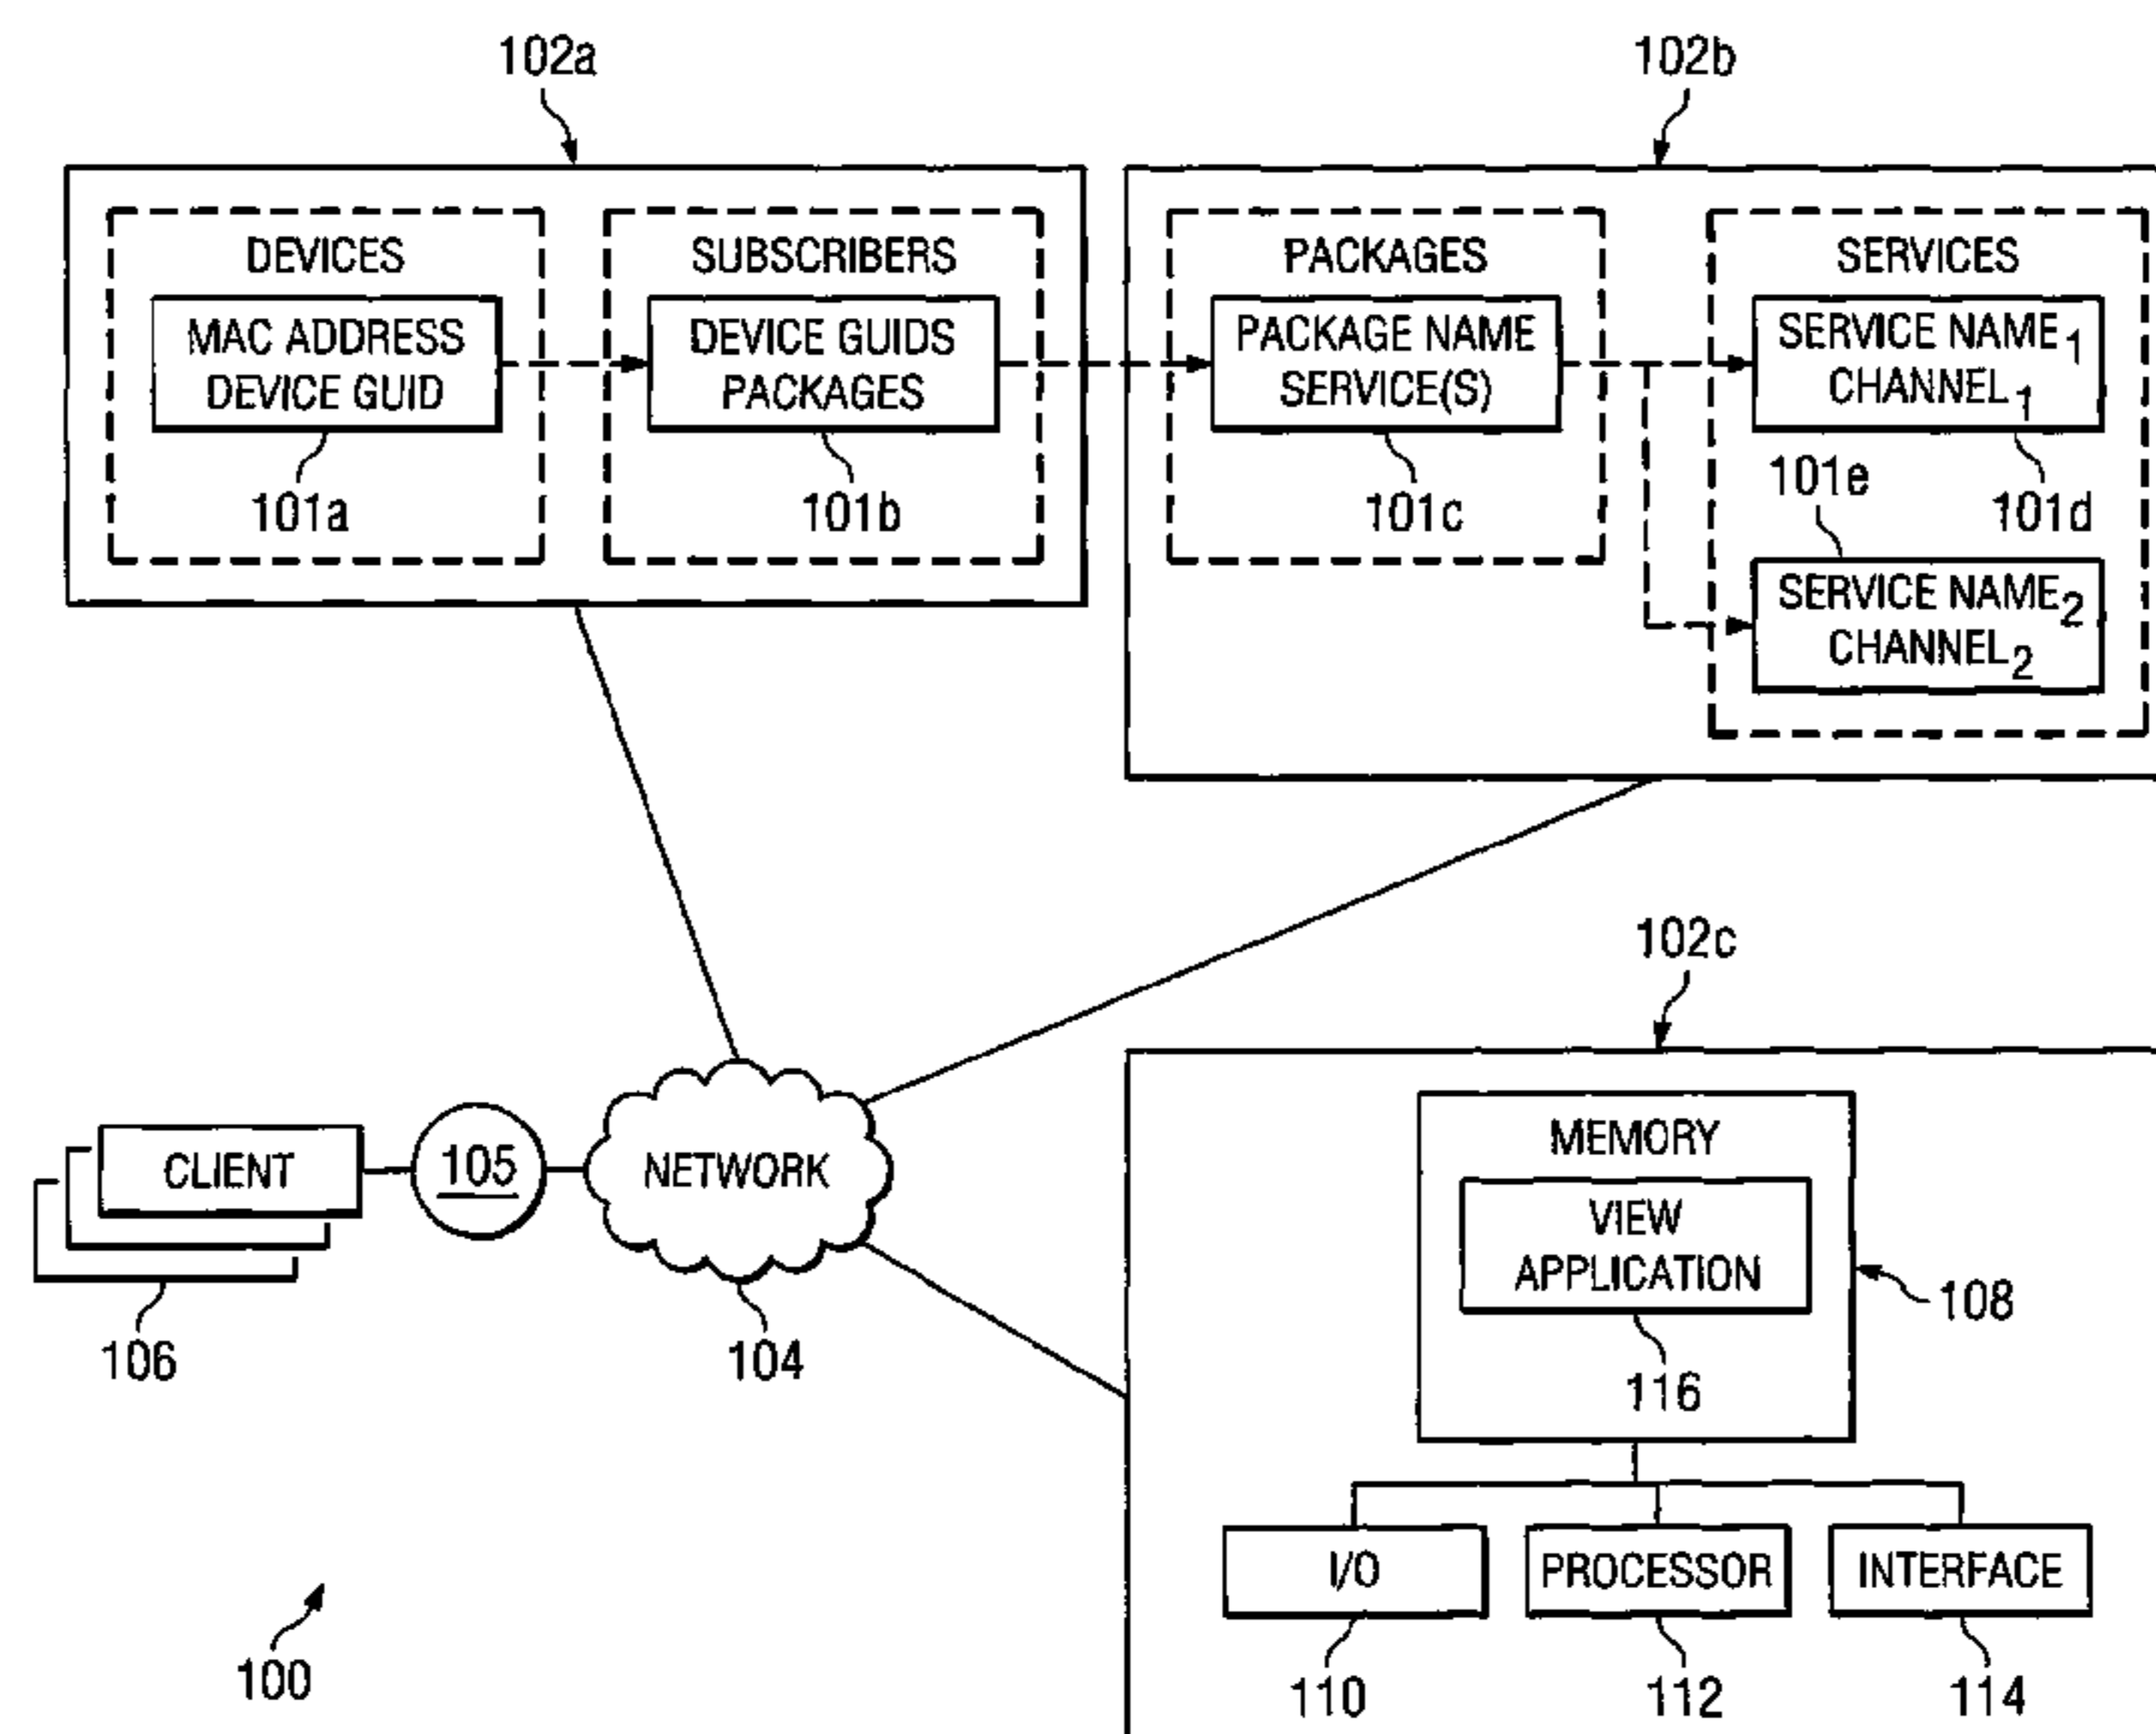 102a
102b
DEVICES
SUBSCRIBERS
PACKAGES
SERVICES
MAC ADDRESS
DEVICE GUID
DEVICE GUIDS
PACKAGES
PACKAGE NAME
SERVICE(S)
SERVICE NAME1
CHANNEL1
101a
101b
101c
101e
101d
SERVICE NAME2
CHANNEL2
102c
MEMORY
VIEW
APPLICATION
108
116
CLIENT
105
NETWORK
106
104
I/O
PROCESSOR
INTERFACE
110
112
114
100